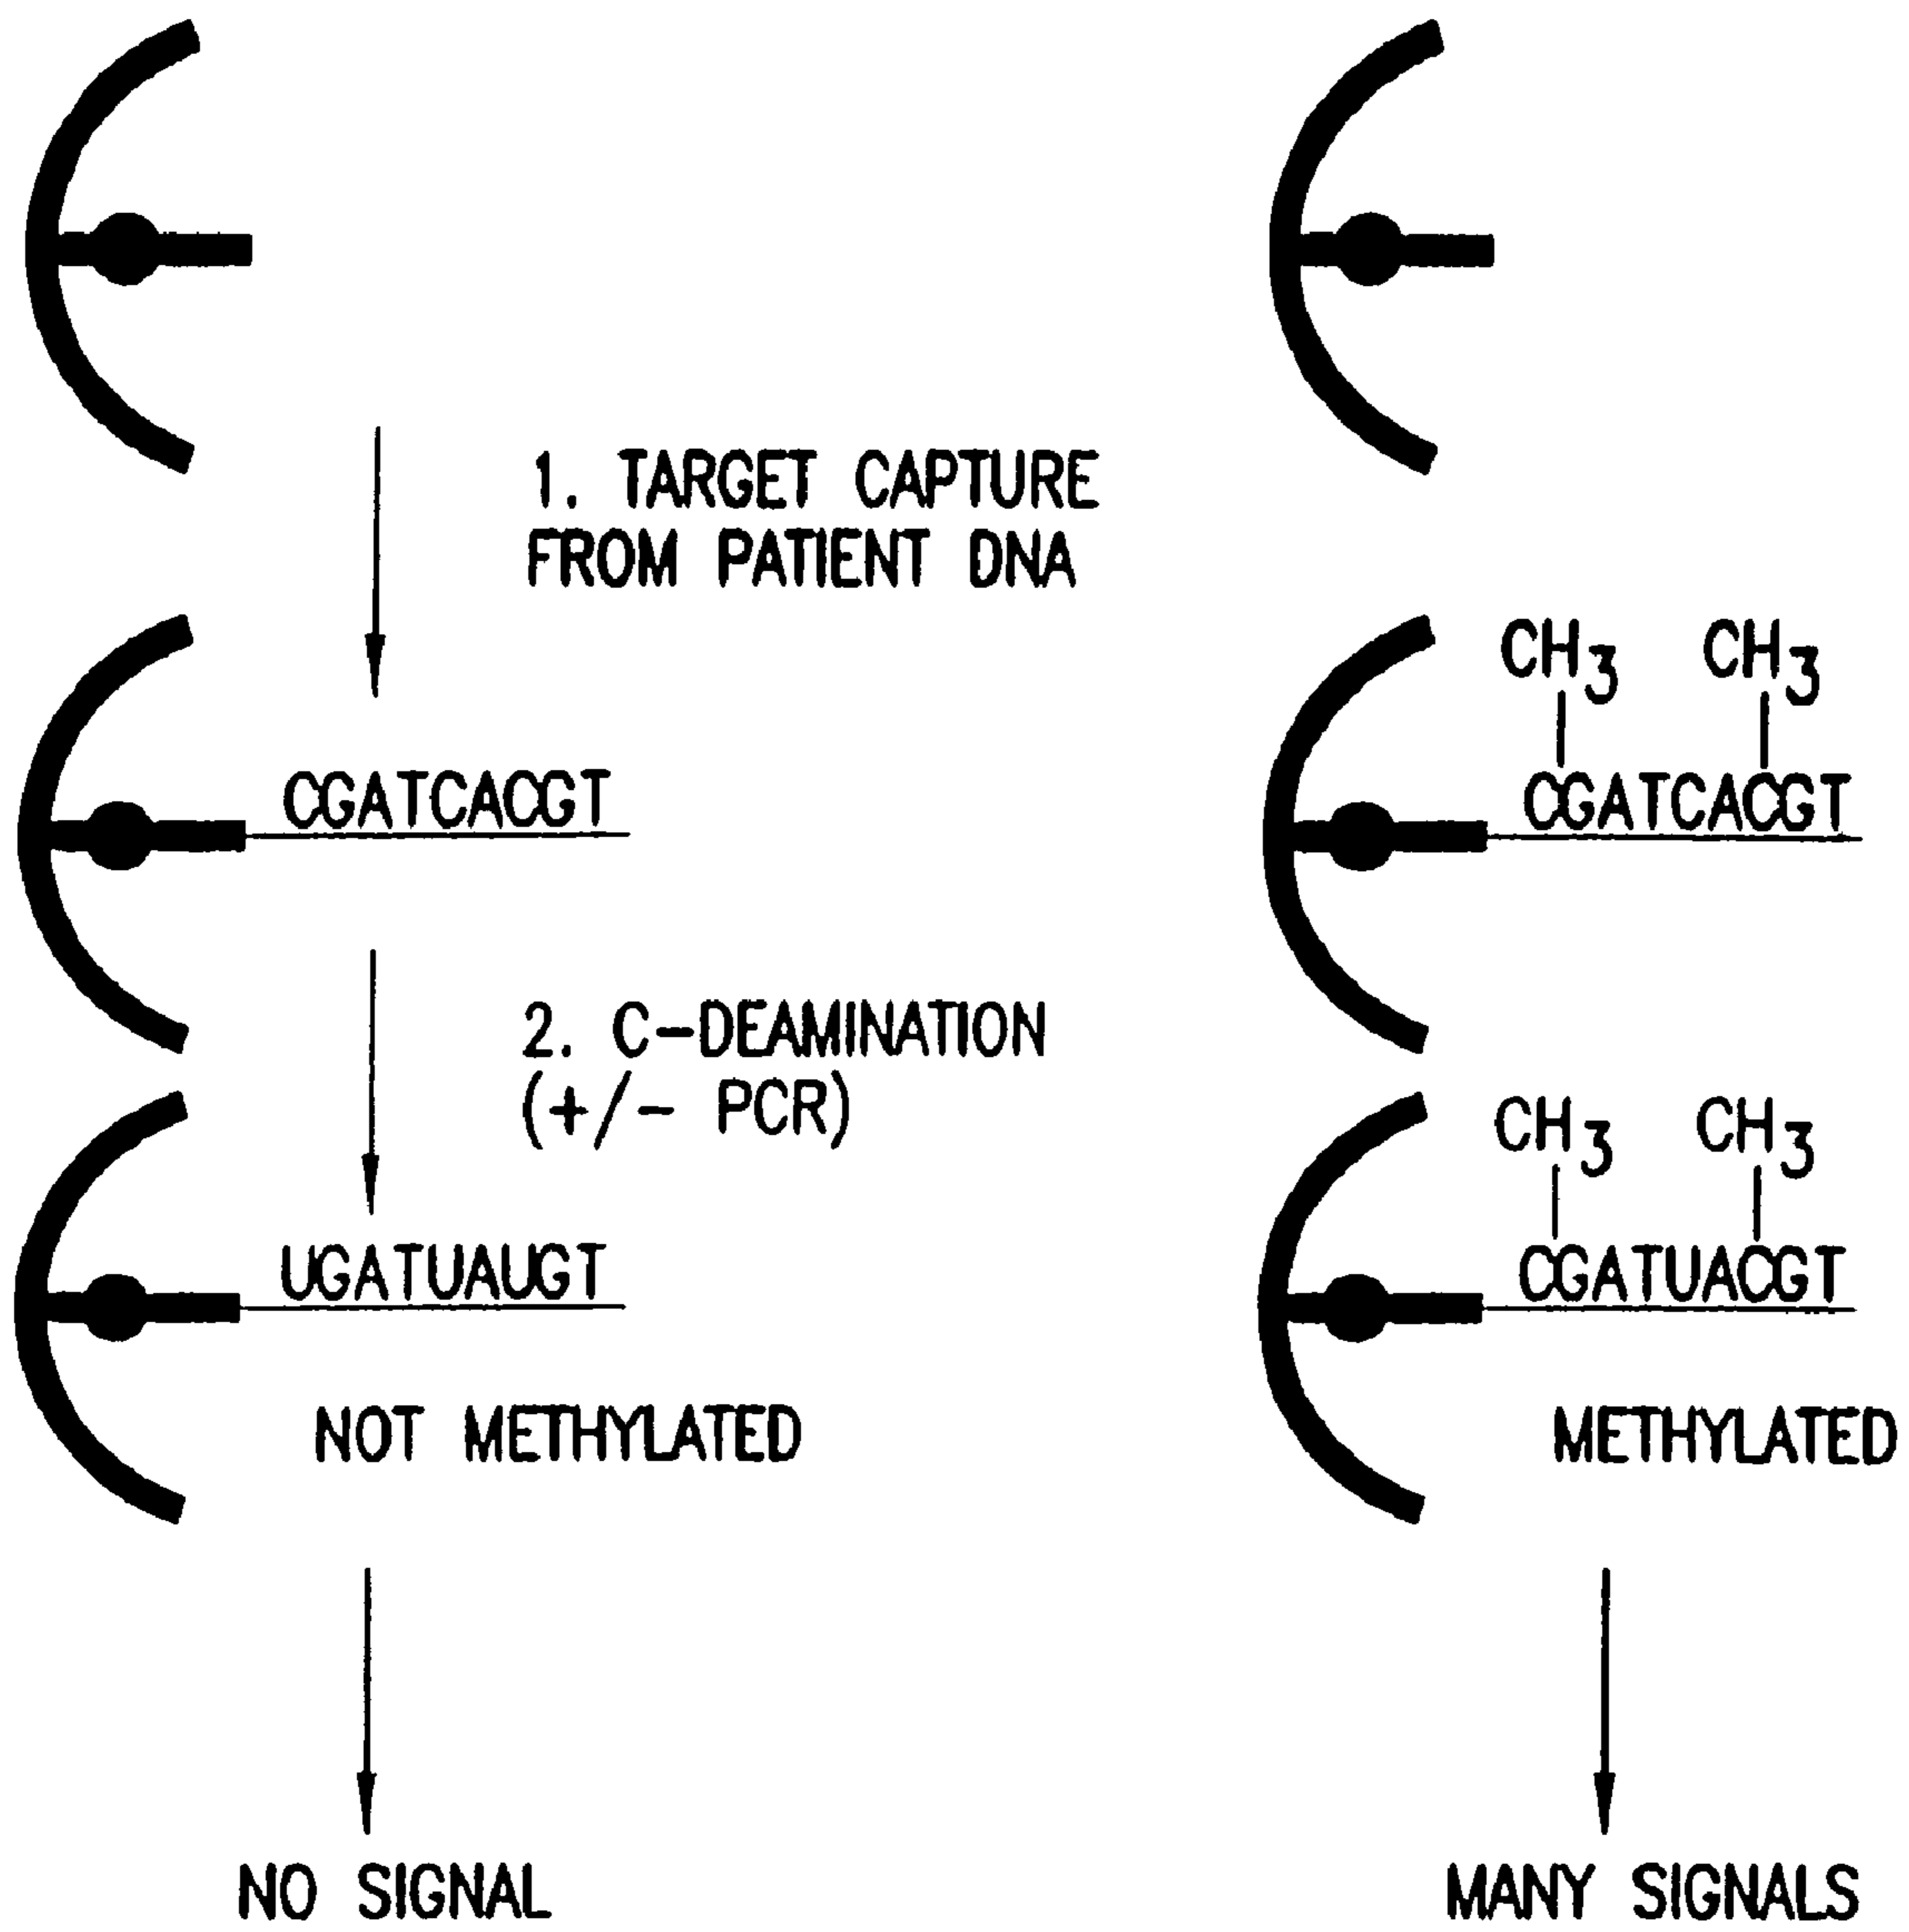 1. TARGET CAPTURE
FROM PATIENT DNA
CH3 CH3
CGATCACGT
CGATCACGT
2. C-DEAMINATION
(+/- PCR)
CH3 CH3
UGATUAUGT
CGATUACGT
NOT METHYLATED
METHYLATED
NO SIGNAL
MANY SIGNALS